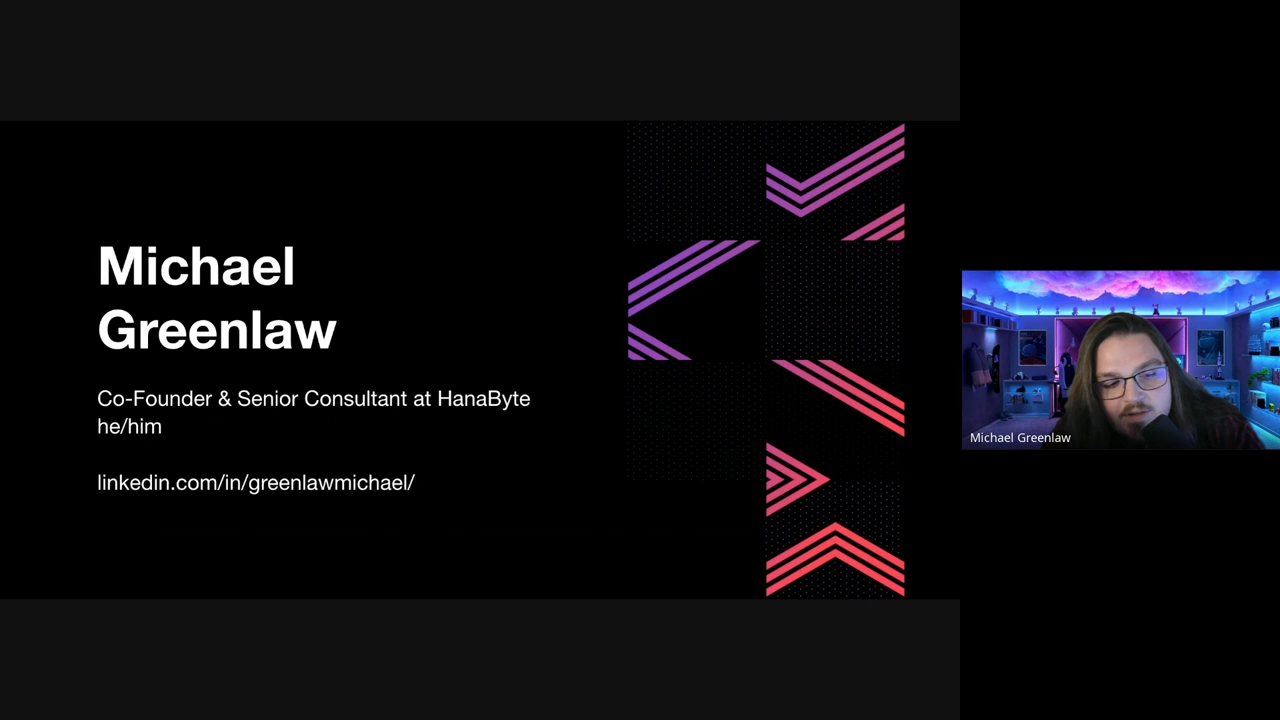 Michael
Greenlaw
Co-Founder & Senior Consultant at HanaByte
he/him
linkedin.com/in/greenlawmichael/
Michael Greenlaw